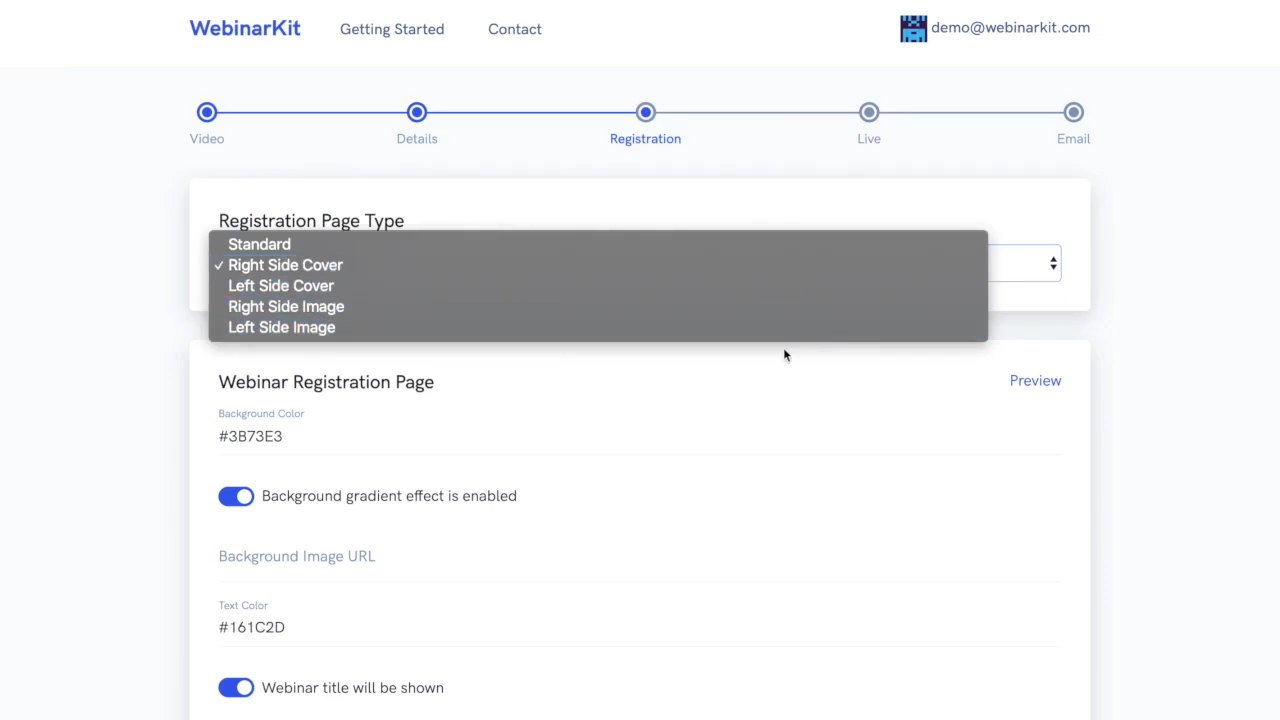 WebinarKit
Getting Started
Contact
demo@webinarkit.com
Video
Details
Registration
Live
Email
Registration Page Type
Standard
✓ Right Side Cover
Left Side Cover
Right Side Image
Left Side Image
Webinar Registration Page
Preview
Background Color
#3B73E3
Background gradient effect is enabled
Background Image URL
Text Color
#161C2D
Webinar title will be shown